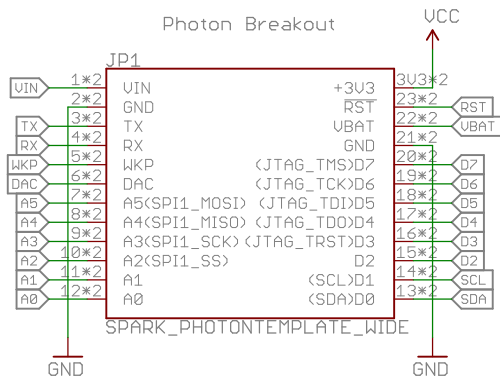 Photon Breakout
VCC
JP1
VIN 1*2 VIN +3V3 3V3*2
2*2 GND RST 23*2 RST
TX 3*2 TX VBAT 22*2 VBAT
RX 4*2 RX GND 21*2
WKP 5*2 WKP (JTAG_TMS)D7 20*2 D7
DAC 6*2 DAC (JTAG_TCK)D6 19*2 D6
A5 7*2 A5(SPI1_MOSI) (JTAG_TDI)D5 18*2 D5
A4 8*2 A4(SPI1_MISO) (JTAG_TDO)D4 17*2 D4
A3 9*2 A3(SPI1_SCK) (JTAG_TRST)D3 16*2 D3
A2 10*2 A2(SPI1_SS) D2 15*2 D2
A1 11*2 A1 (SCL)D1 14*2 SCL
A0 12*2 A0 (SDA)D0 13*2 SDA
SPARK_PHOTONTEMPLATE_WIDE
GND GND